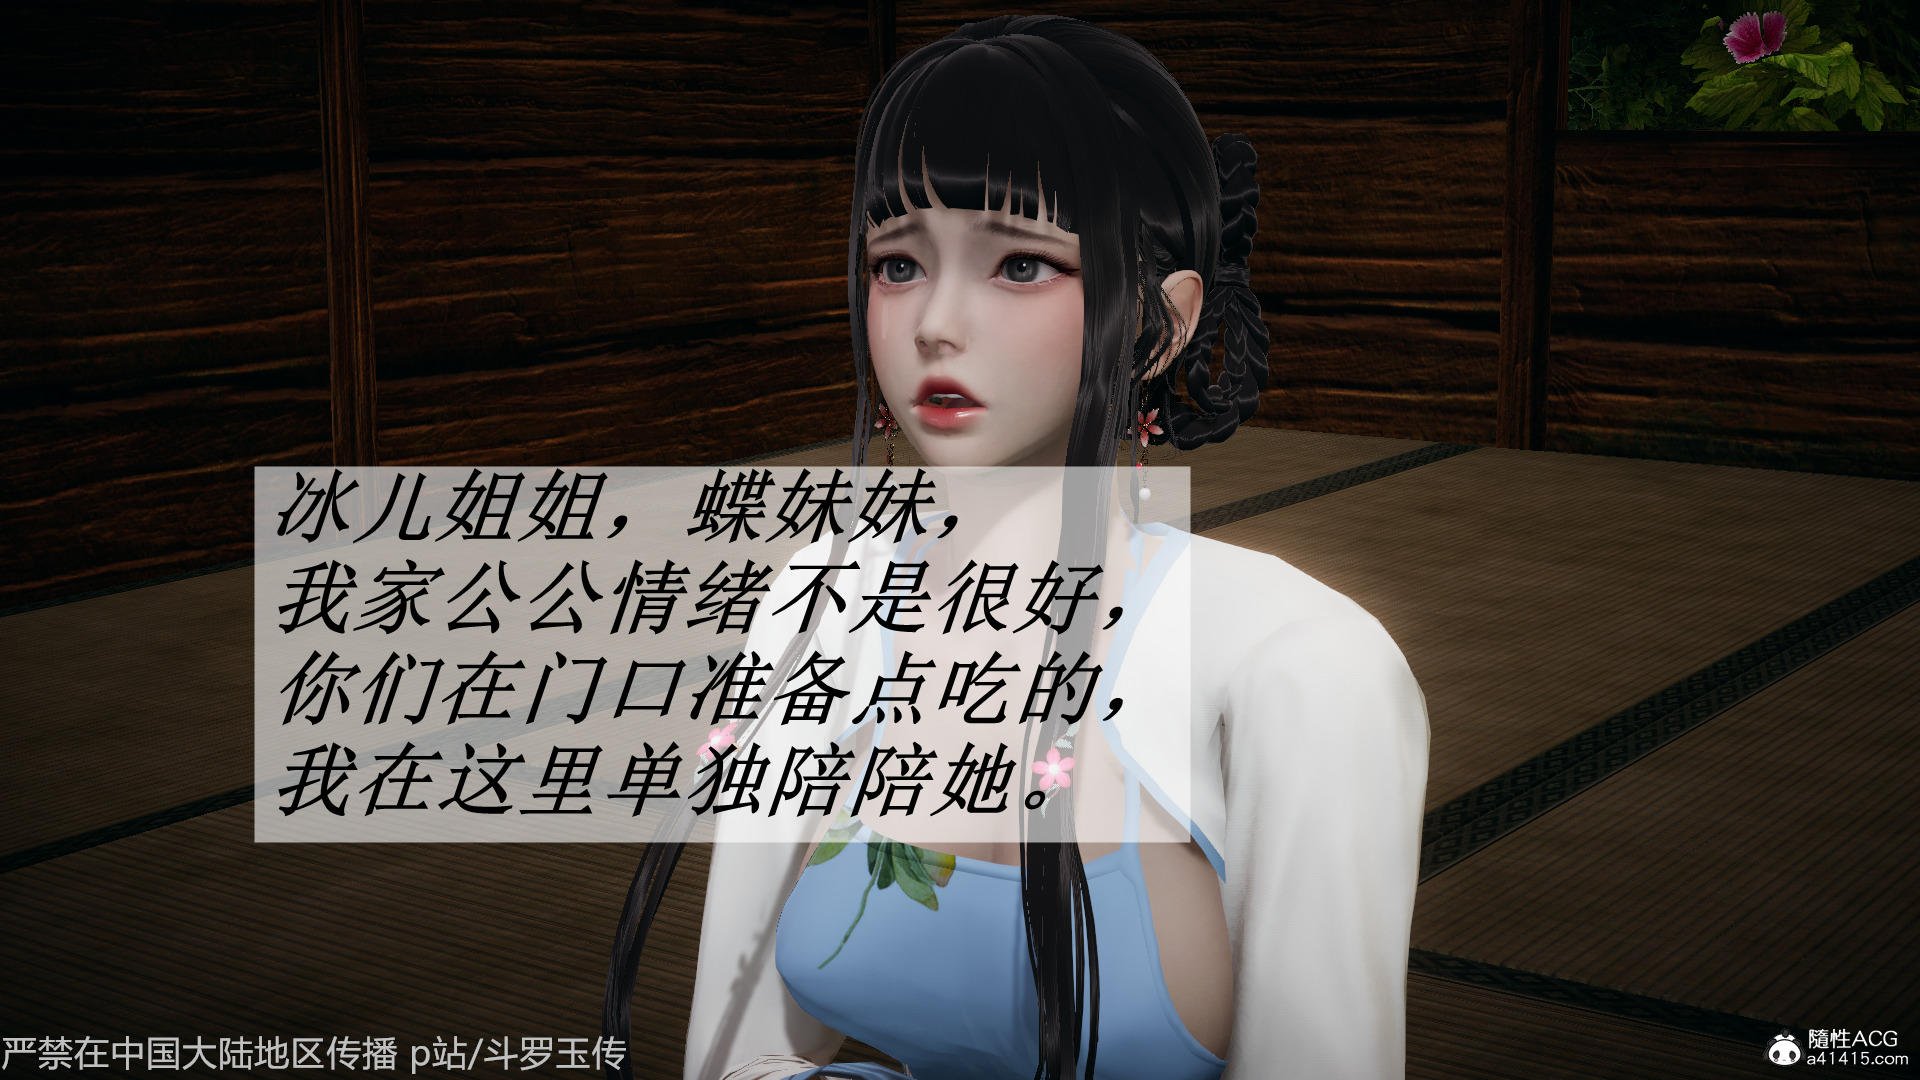 冰儿姐姐，蝶妹妹，
我家公公情绪不是很好，
你们在门口准备点吃的，
我在这里单独陪陪她。
严禁在中国大陆地区传播 p站/斗罗玉传
隨性ACG
a41415.com